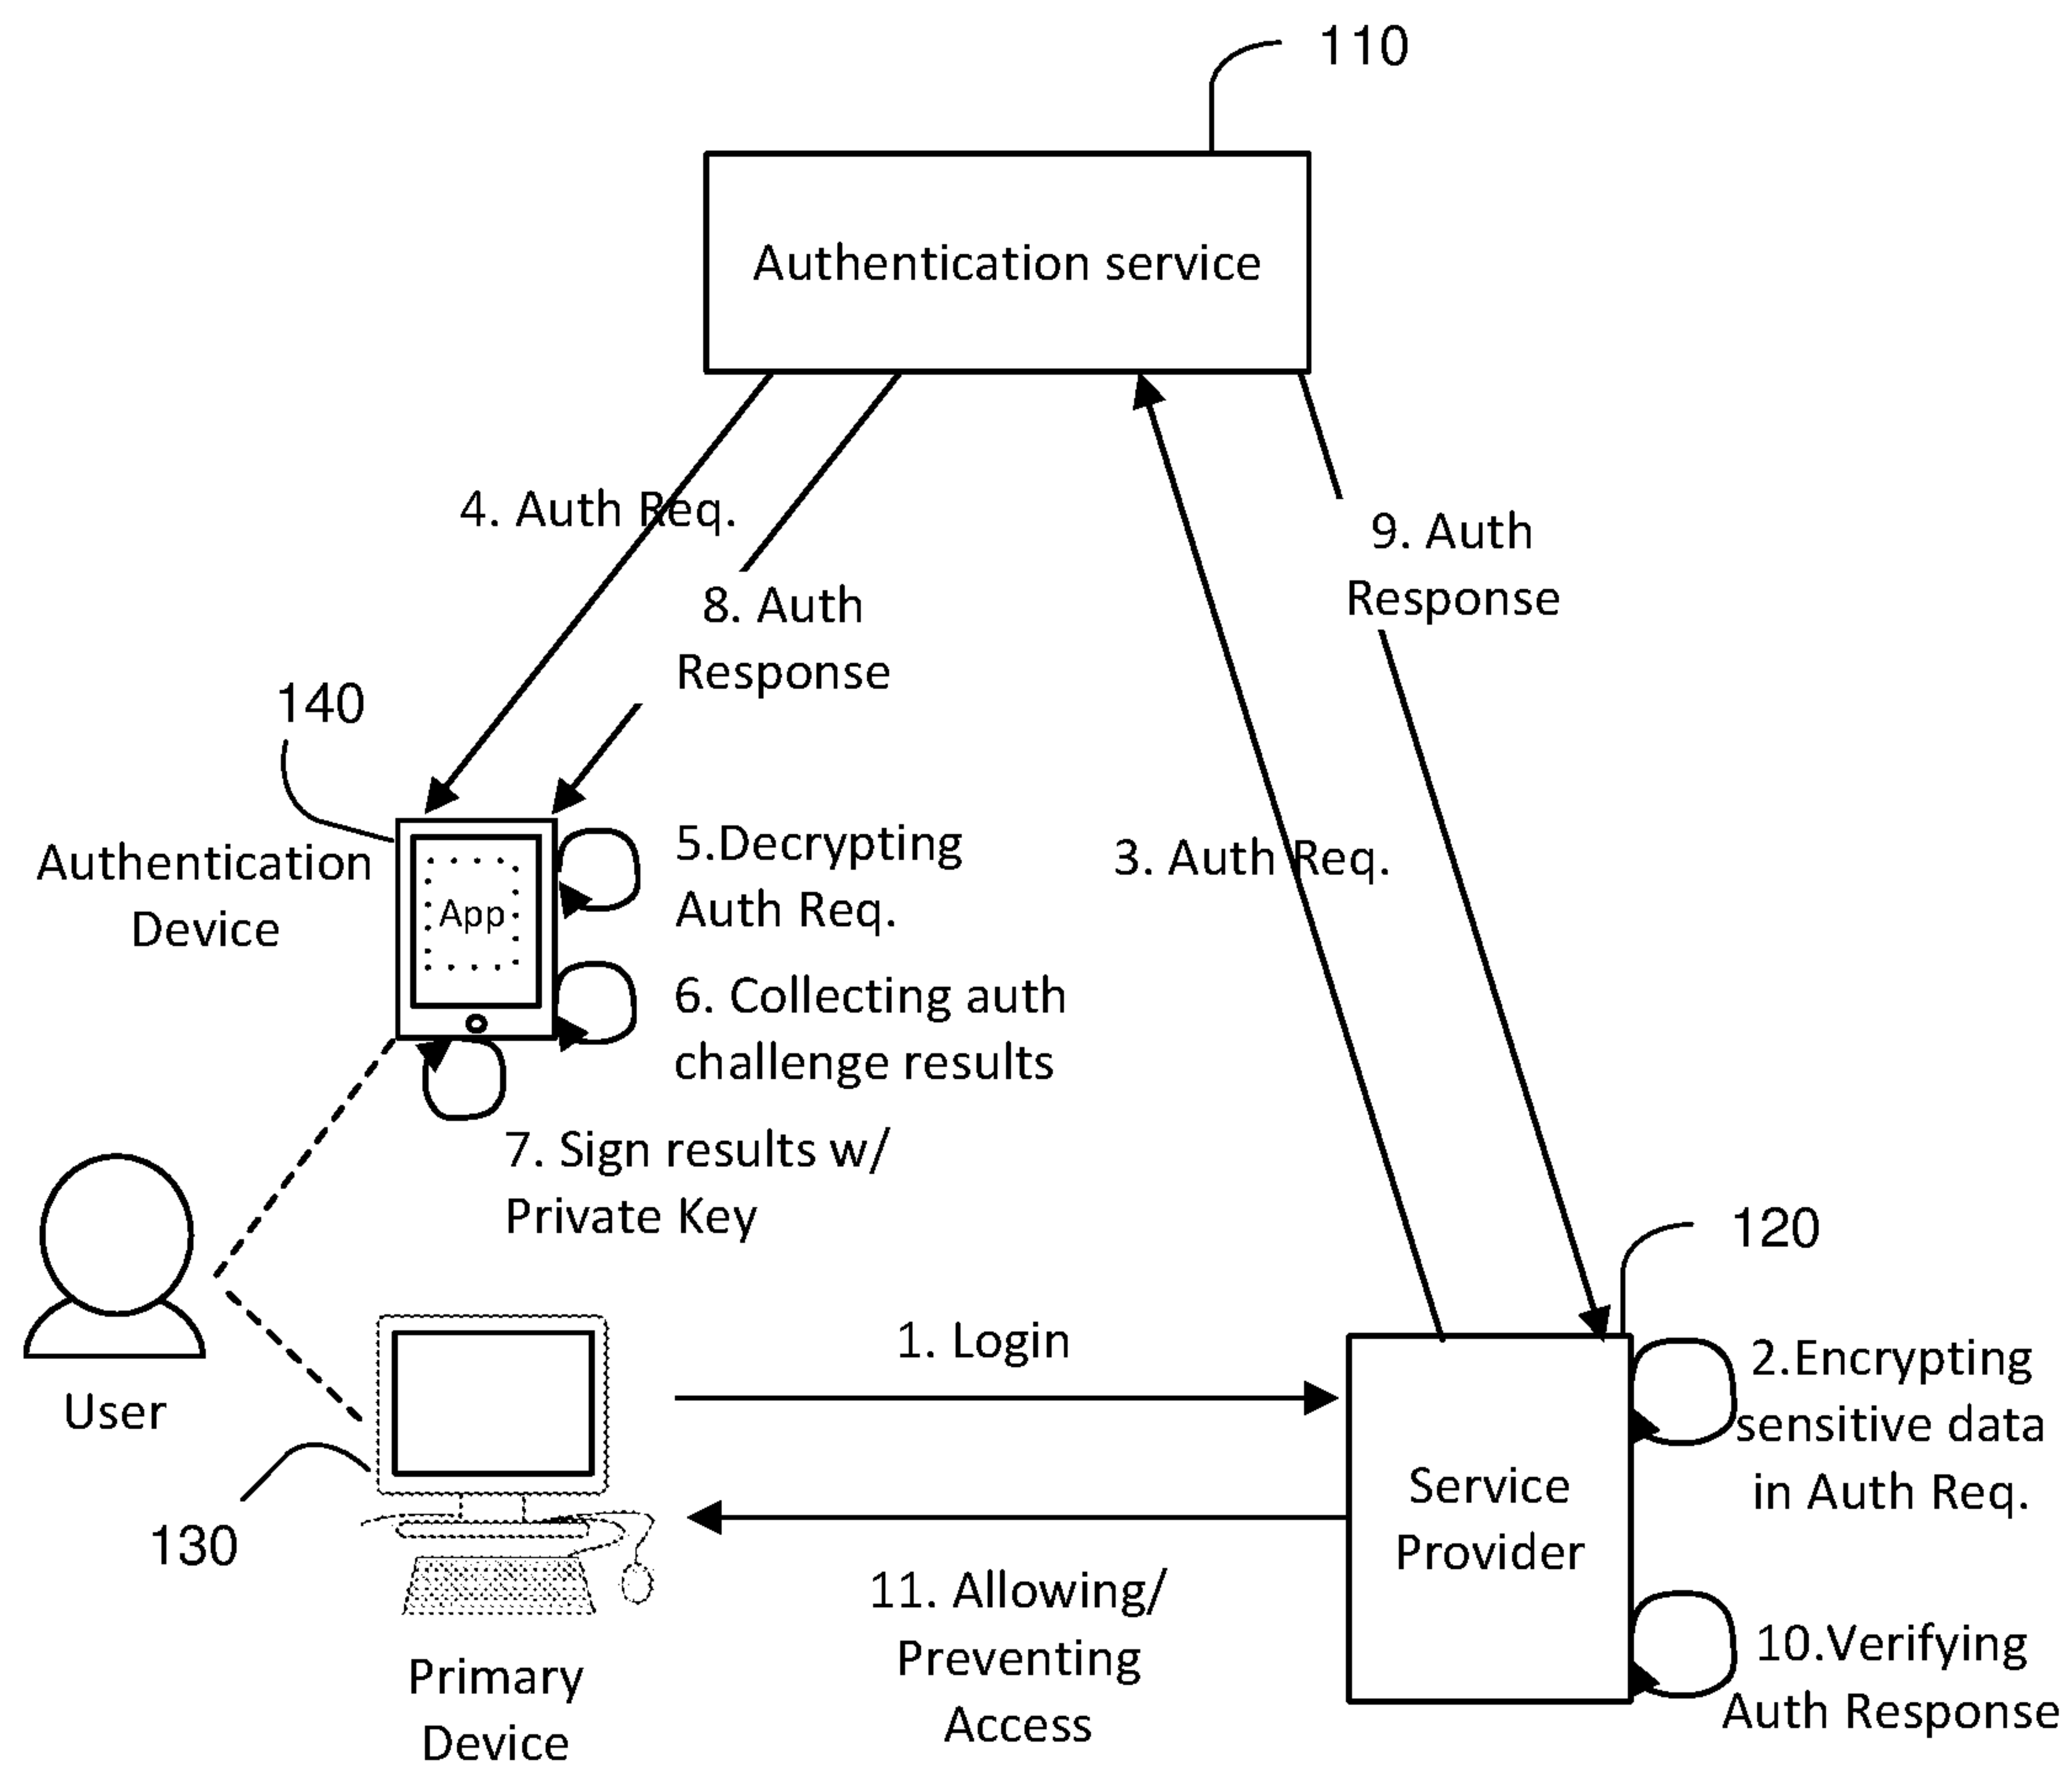 110
Authentication service
4. Auth Req.
9. Auth
Response
8. Auth
Response
140
Authentication
Device
App
5.Decrypting
Auth Req.
3. Auth Req.
6. Collecting auth
challenge results
7. Sign results w/
Private Key
120
User
1. Login
2.Encrypting
sensitive data
in Auth Req.
Service
Provider
130
11. Allowing/
Preventing
Access
10.Verifying
Auth Response
Primary
Device